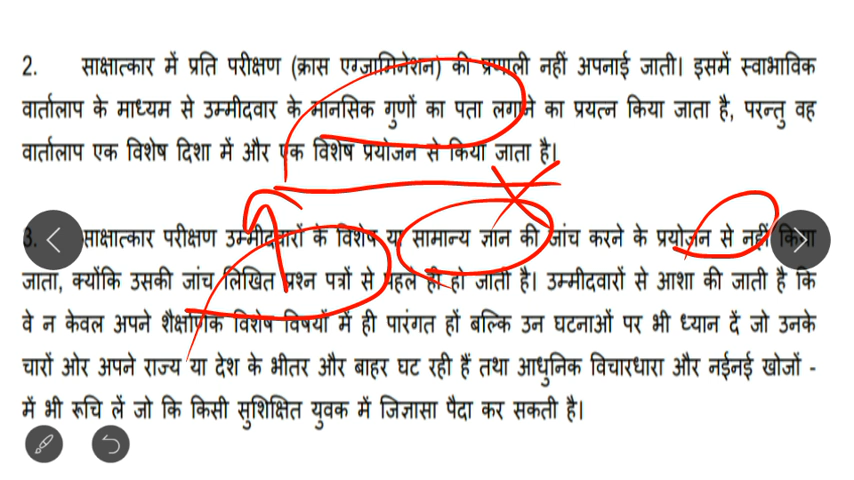 2. साक्षात्कार में प्रति परीक्षण (क्रास एग्जामिनेशन) की प्रणाली नहीं अपनाई जाती। इसमें स्वाभाविक
वार्तालाप के माध्यम से उम्मीदवार के मानसिक गुणों का पता लगाने का प्रयत्न किया जाता है, परन्तु वह
वार्तालाप एक विशेष दिशा में और एक विशेष प्रयोजन से किया जाता है।
3. साक्षात्कार परीक्षण उम्मीदवारों के विशेष या सामान्य ज्ञान की जांच करने के प्रयोजन से नहीं किया
जाता, क्योंकि उसकी जांच लिखित प्रश्न पत्रों से पहले ही हो जाती है। उम्मीदवारों से आशा की जाती है कि
वे न केवल अपने शैक्षणिक विशेष विषयों में ही पारंगत हों बल्कि उन घटनाओं पर भी ध्यान दें जो उनके
चारों ओर अपने राज्य या देश के भीतर और बाहर घट रही हैं तथा आधुनिक विचारधारा और नईनई खोजों -
में भी रूचि लें जो कि किसी सुशिक्षित युवक में जिज्ञासा पैदा कर सकती है।